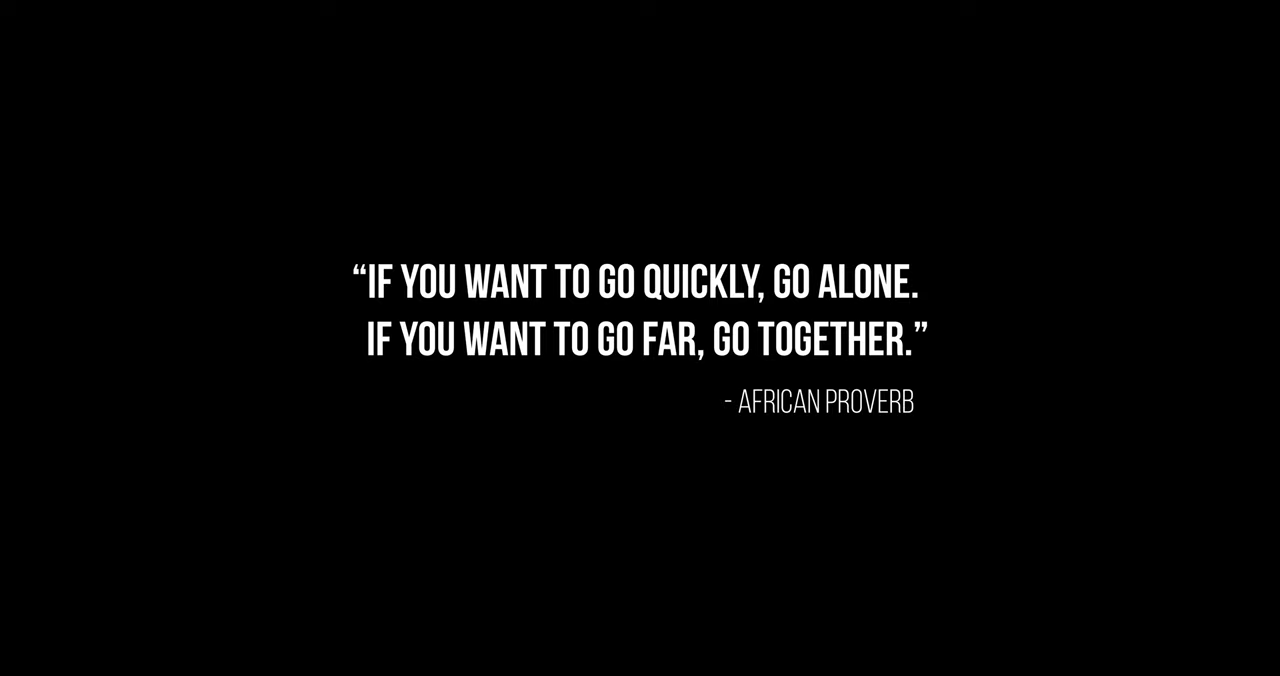 “IF YOU WANT TO GO QUICKLY, GO ALONE.
IF YOU WANT TO GO FAR, GO TOGETHER.”
- AFRICAN PROVERB